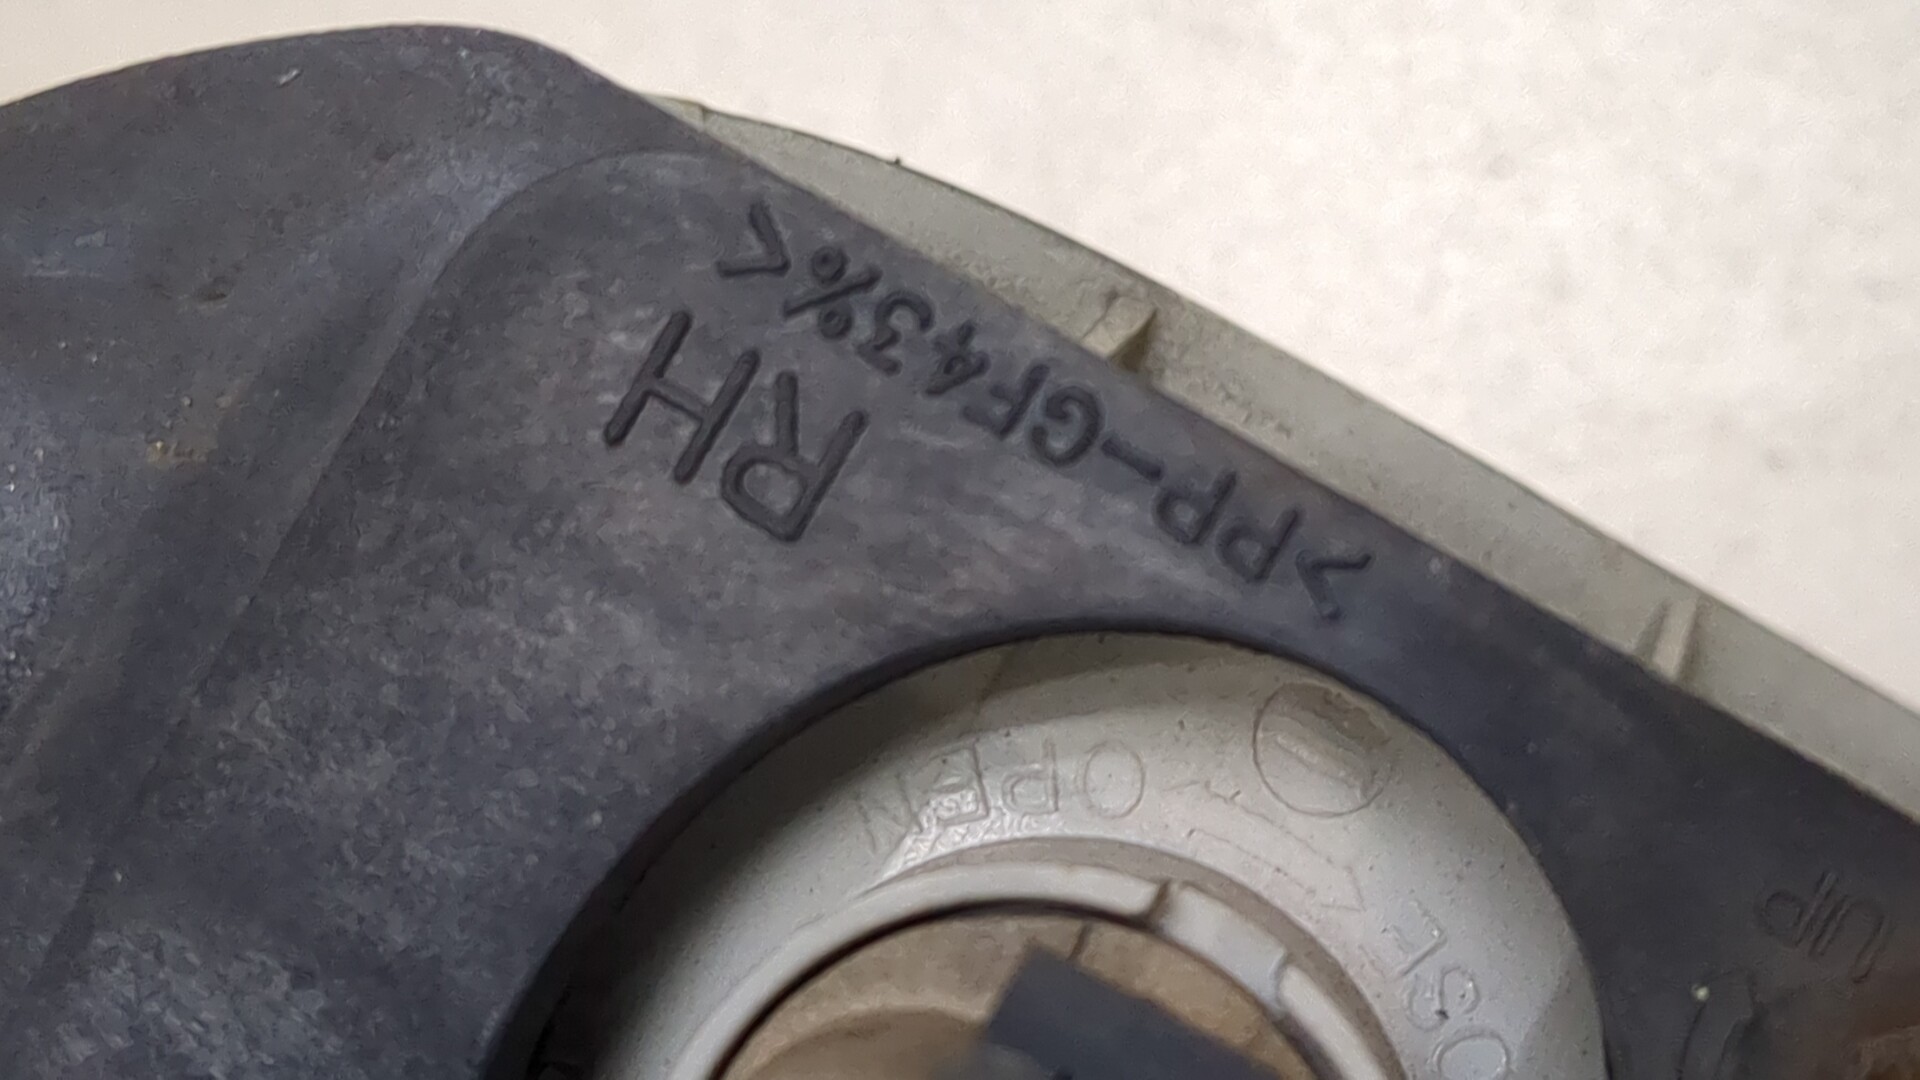 >PP-GF43%<
RH
OPEN
UP